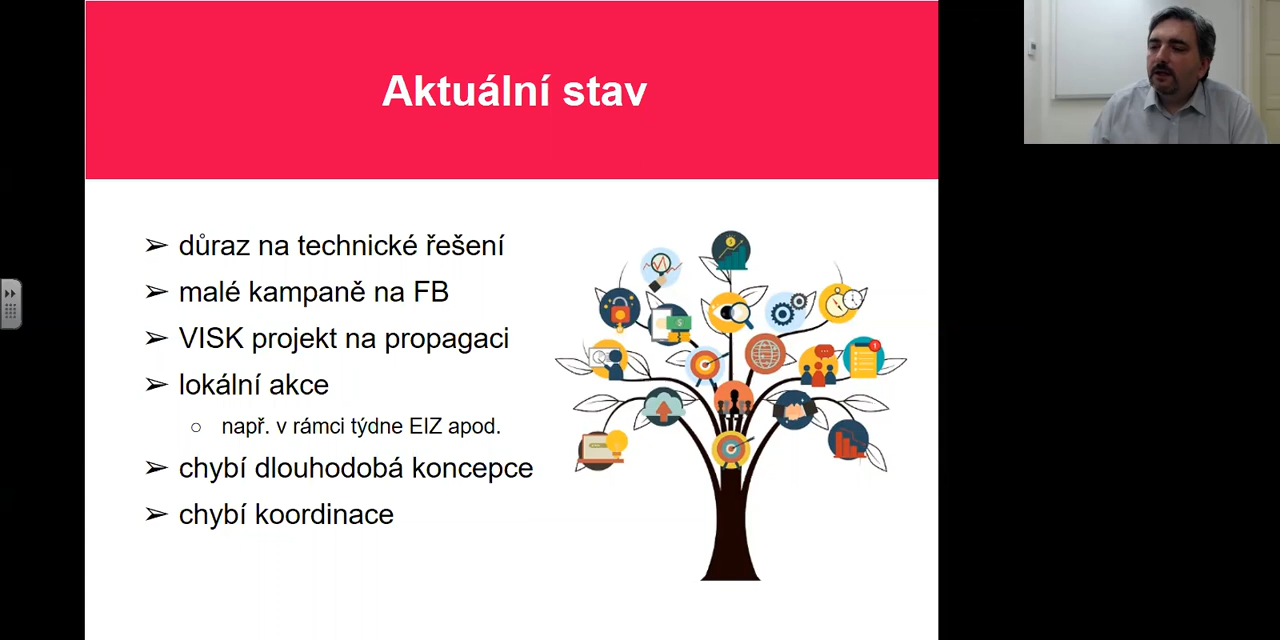 Aktuální stav
➢ důraz na technické řešení
➢ malé kampaně na FB
➢ VISK projekt na propagaci
➢ lokální akce
○ např. v rámci týdne EIZ apod.
➢ chybí dlouhodobá koncepce
➢ chybí koordinace